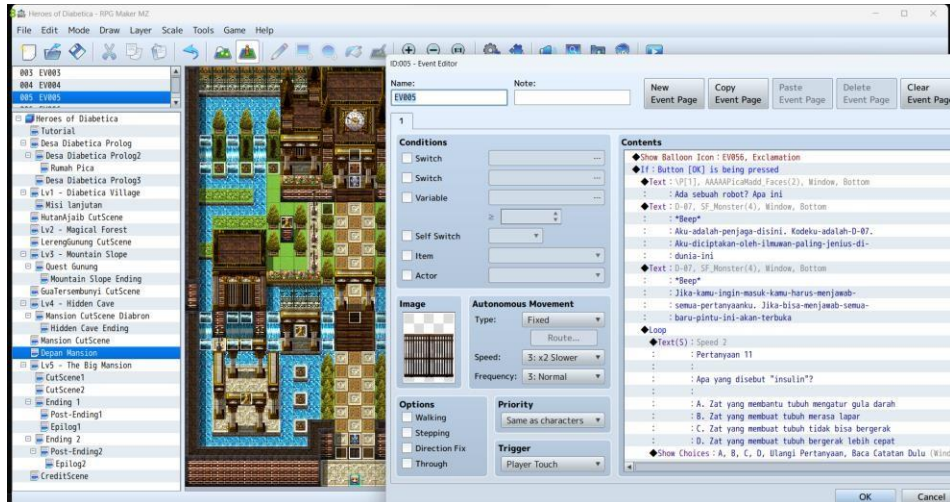 Heroes of Diabetica - RPG Maker MZ
File Edit Mode Draw Layer Scale Tools Game Help
003 EV003
004 EV004
005 EV005
Heroes of Diabetica
Tutorial
Desa Diabetica Prolog
Desa Diabetica Prolog2
Rumah Pica
Desa Diabetica Prolog3
Lv1 - Diabetica Village
Misi lanjutan
HutanAjaib CutScene
Lv2 - Magical Forest
LerengGunung CutScene
Lv3 - Mountain Slope
Quest Gunung
Mountain Slope Ending
GuaTersembunyi CutScene
Lv4 - Hidden Cave
Mansion CutScene Diabron
Hidden Cave Ending
Mansion CutScene
Depan Mansion
Lv5 - The Big Mansion
CutScene1
CutScene2
Ending 1
Post-Ending1
Epilog1
Ending 2
Post-Ending2
Epilog2
CreditScene
ID:005 - Event Editor
Name:
EV005
Note:
New Event Page
Copy Event Page
Paste Event Page
Delete Event Page
Clear Event Pag
1
Conditions
Switch
Switch
Variable
≥
Self Switch
Item
Actor
Image
Autonomous Movement
Type: Fixed
Route...
Speed: 3: x2 Slower
Frequency: 3: Normal
Options
Walking
Stepping
Direction Fix
Through
Priority
Same as characters
Trigger
Player Touch
Contents
◆Show Balloon Icon : EV056, Exclamation
◆If : Button [OK] is being pressed
◆Text : \P[1], AAAAAPicaMadd_Faces(2), Window, Bottom
: : Ada sebuah robot? Apa ini
◆Text : D-07, SF_Monster(4), Window, Bottom
: : *Beep*
: : Aku-adalah-penjaga-disini. Kodeku-adalah-D-07.
: : Aku-diciptakan-oleh-ilmuwan-paling-jenius-di-
: : dunia-ini
◆Text : D-07, SF_Monster(4), Window, Bottom
: : *Beep*
: : Jika-kamu-ingin-masuk-kamu-harus-menjawab-
: : semua-pertanyaanku. Jika-bisa-menjawab-semua-
: : baru-pintu-ini-akan-terbuka
◆Loop
◆Text(S) : Speed 2
: : Pertanyaan 11
: :
: : Apa yang disebut "insulin"?
: :
: : A. Zat yang membantu tubuh mengatur gula darah
: : B. Zat yang membuat tubuh merasa lapar
: : C. Zat yang membuat tubuh tidak bisa bergerak
: : D. Zat yang membuat tubuh bergerak lebih cepat
◆Show Choices : A, B, C, D, Ulangi Pertanyaan, Baca Catatan Dulu (Wind
OK
Cancel